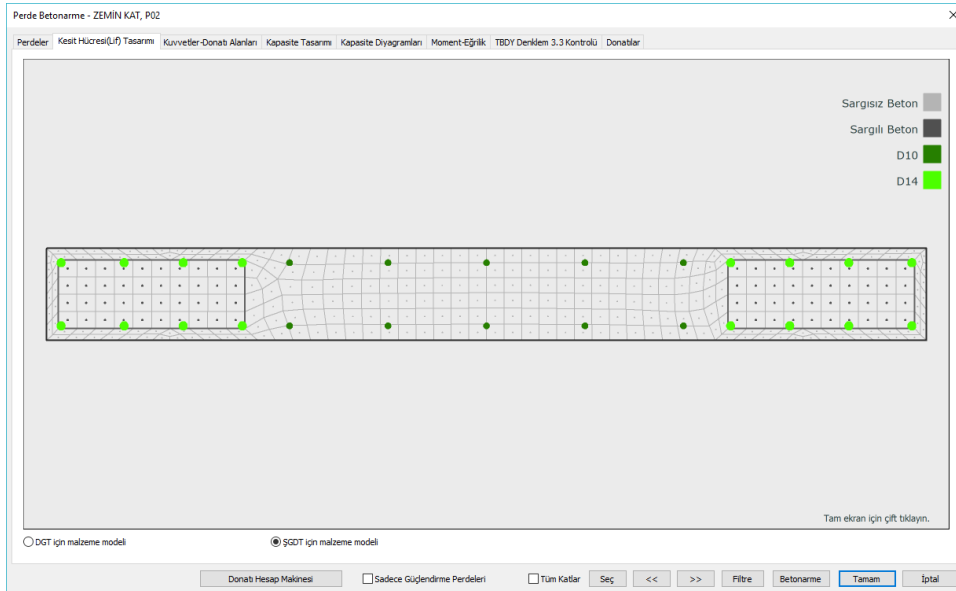 Perde Betonarme - ZEMİN KAT, P02
Perdeler Kesit Hücresi(Lif) Tasarımı Kuvvetler-Donatı Alanları Kapasite Tasarımı Kapasite Diyagramları Moment-Eğrilik TBDY Denklem 3.3 Kontrolü Donatılar
Sargısız Beton
Sargılı Beton
D10
D14
Tam ekran için çift tıklayın.
DGT için malzeme modeli ŞGDT için malzeme modeli
Donatı Hesap Makinesi Sadece Güçlendirme Perdeleri Tüm Katlar Seç << >> Filtre Betonarme Tamam İptal